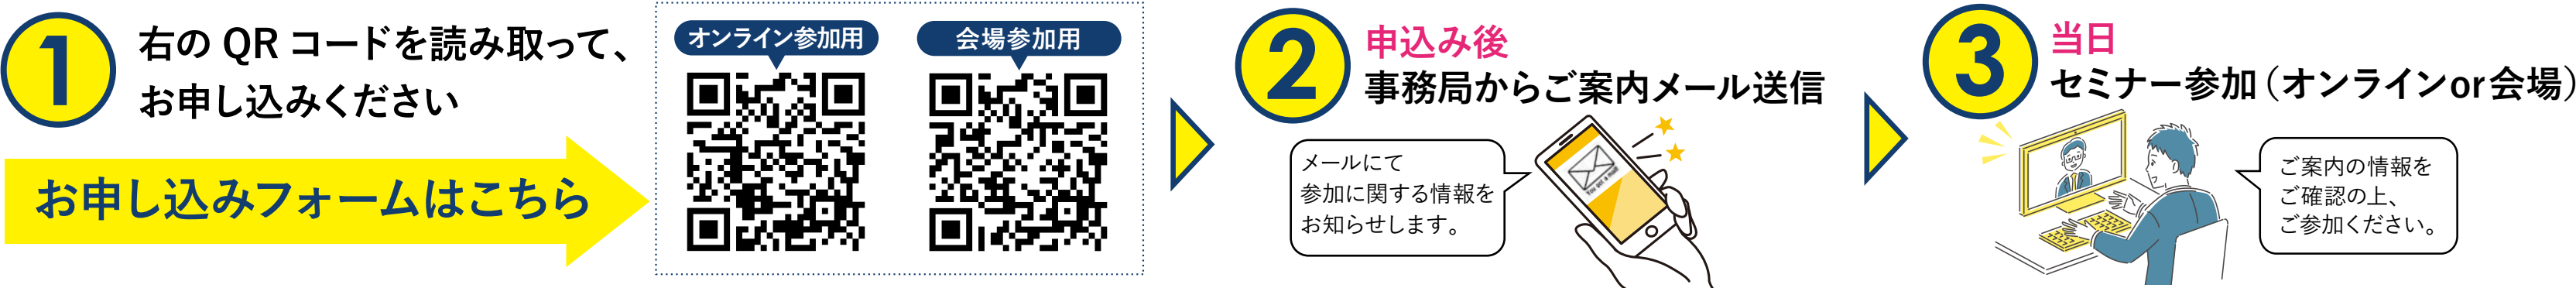 1
右のQRコードを読み取って、
お申し込みください
お申し込みフォームはこちら
オンライン参加用
会場参加用
2
申込み後
事務局からご案内メール送信
メールにて
参加に関する情報を
お知らせします。
You got a mail!
3
当日
セミナー参加(オンラインor会場)
ご案内の情報を
ご確認の上、
ご参加ください。